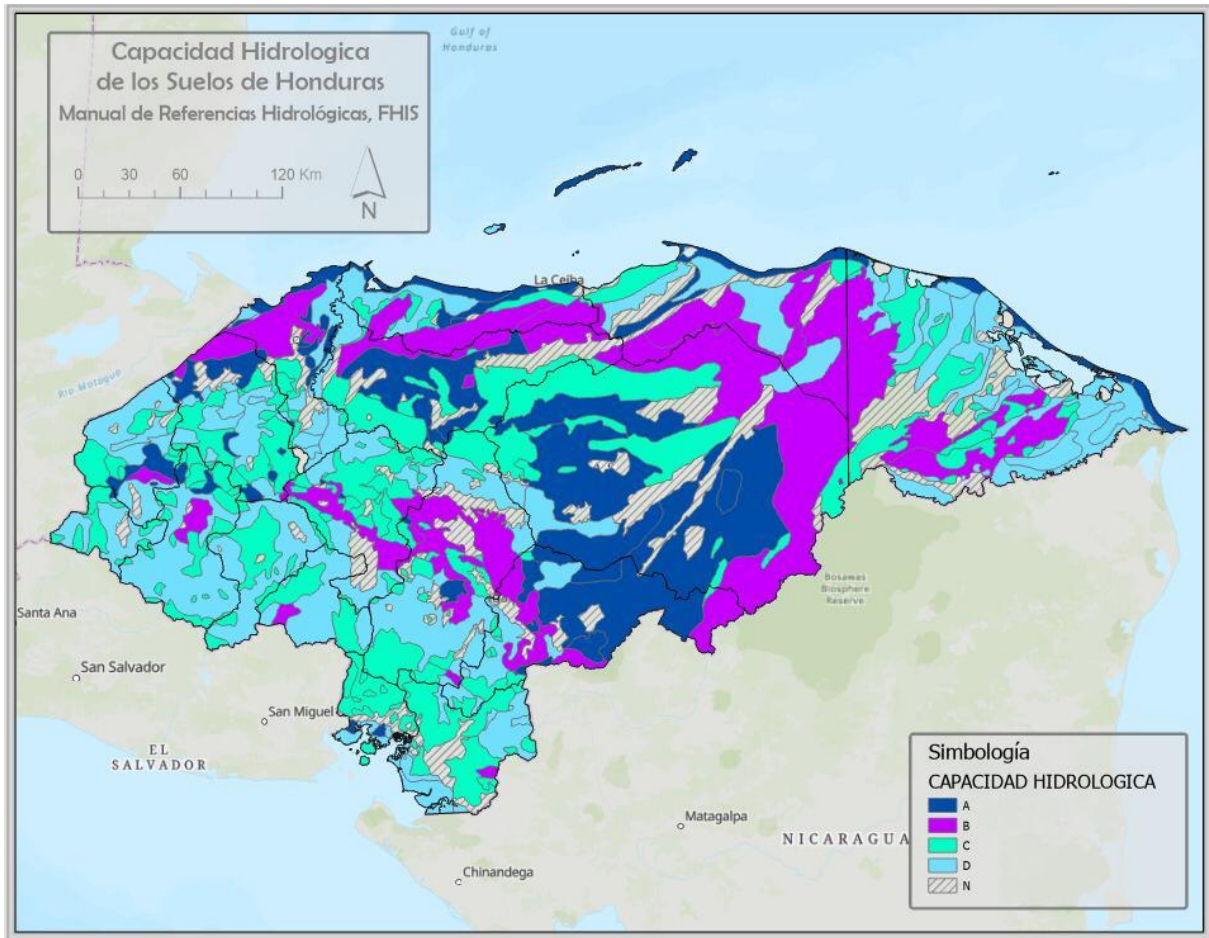 Capacidad Hidrologica
de los Suelos de Honduras
Manual de Referencias Hidrológicas, FHIS
0 30 60 120 Km
N
Gulf of
Honduras
La Ceiba
Rio Motagua
Bosawas
Biosphere
Reserve
Santa Ana
San Salvador
San Miguel
EL
SALVADOR
Matagalpa
NICARAGUA
Chinandega
Simbología
CAPACIDAD HIDROLOGICA
A
B
C
D
N